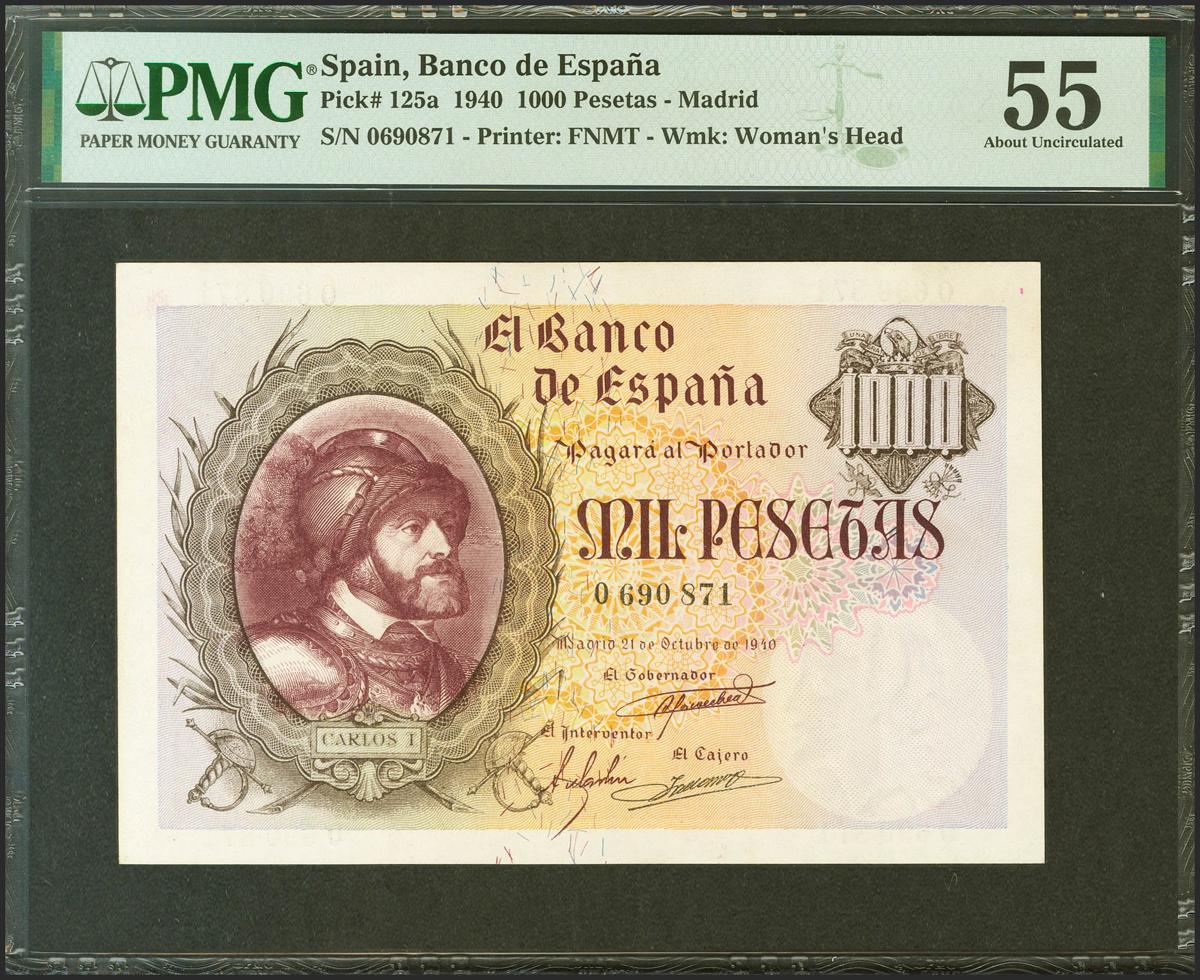 PMG®
PAPER MONEY GUARANTY
Spain, Banco de España
Pick# 125a 1940 1000 Pesetas - Madrid
S/N 0690871 - Printer: FNMT - Wmk: Woman's Head
55
About Uncirculated
El Banco
de España
UNA LIBRE
1000
Pagará al Portador
MIL PESETAS
0 690 871
Madrid 21 de Octubre de 1940
El Gobernador
El Interventor
El Cajero
CARLOS I